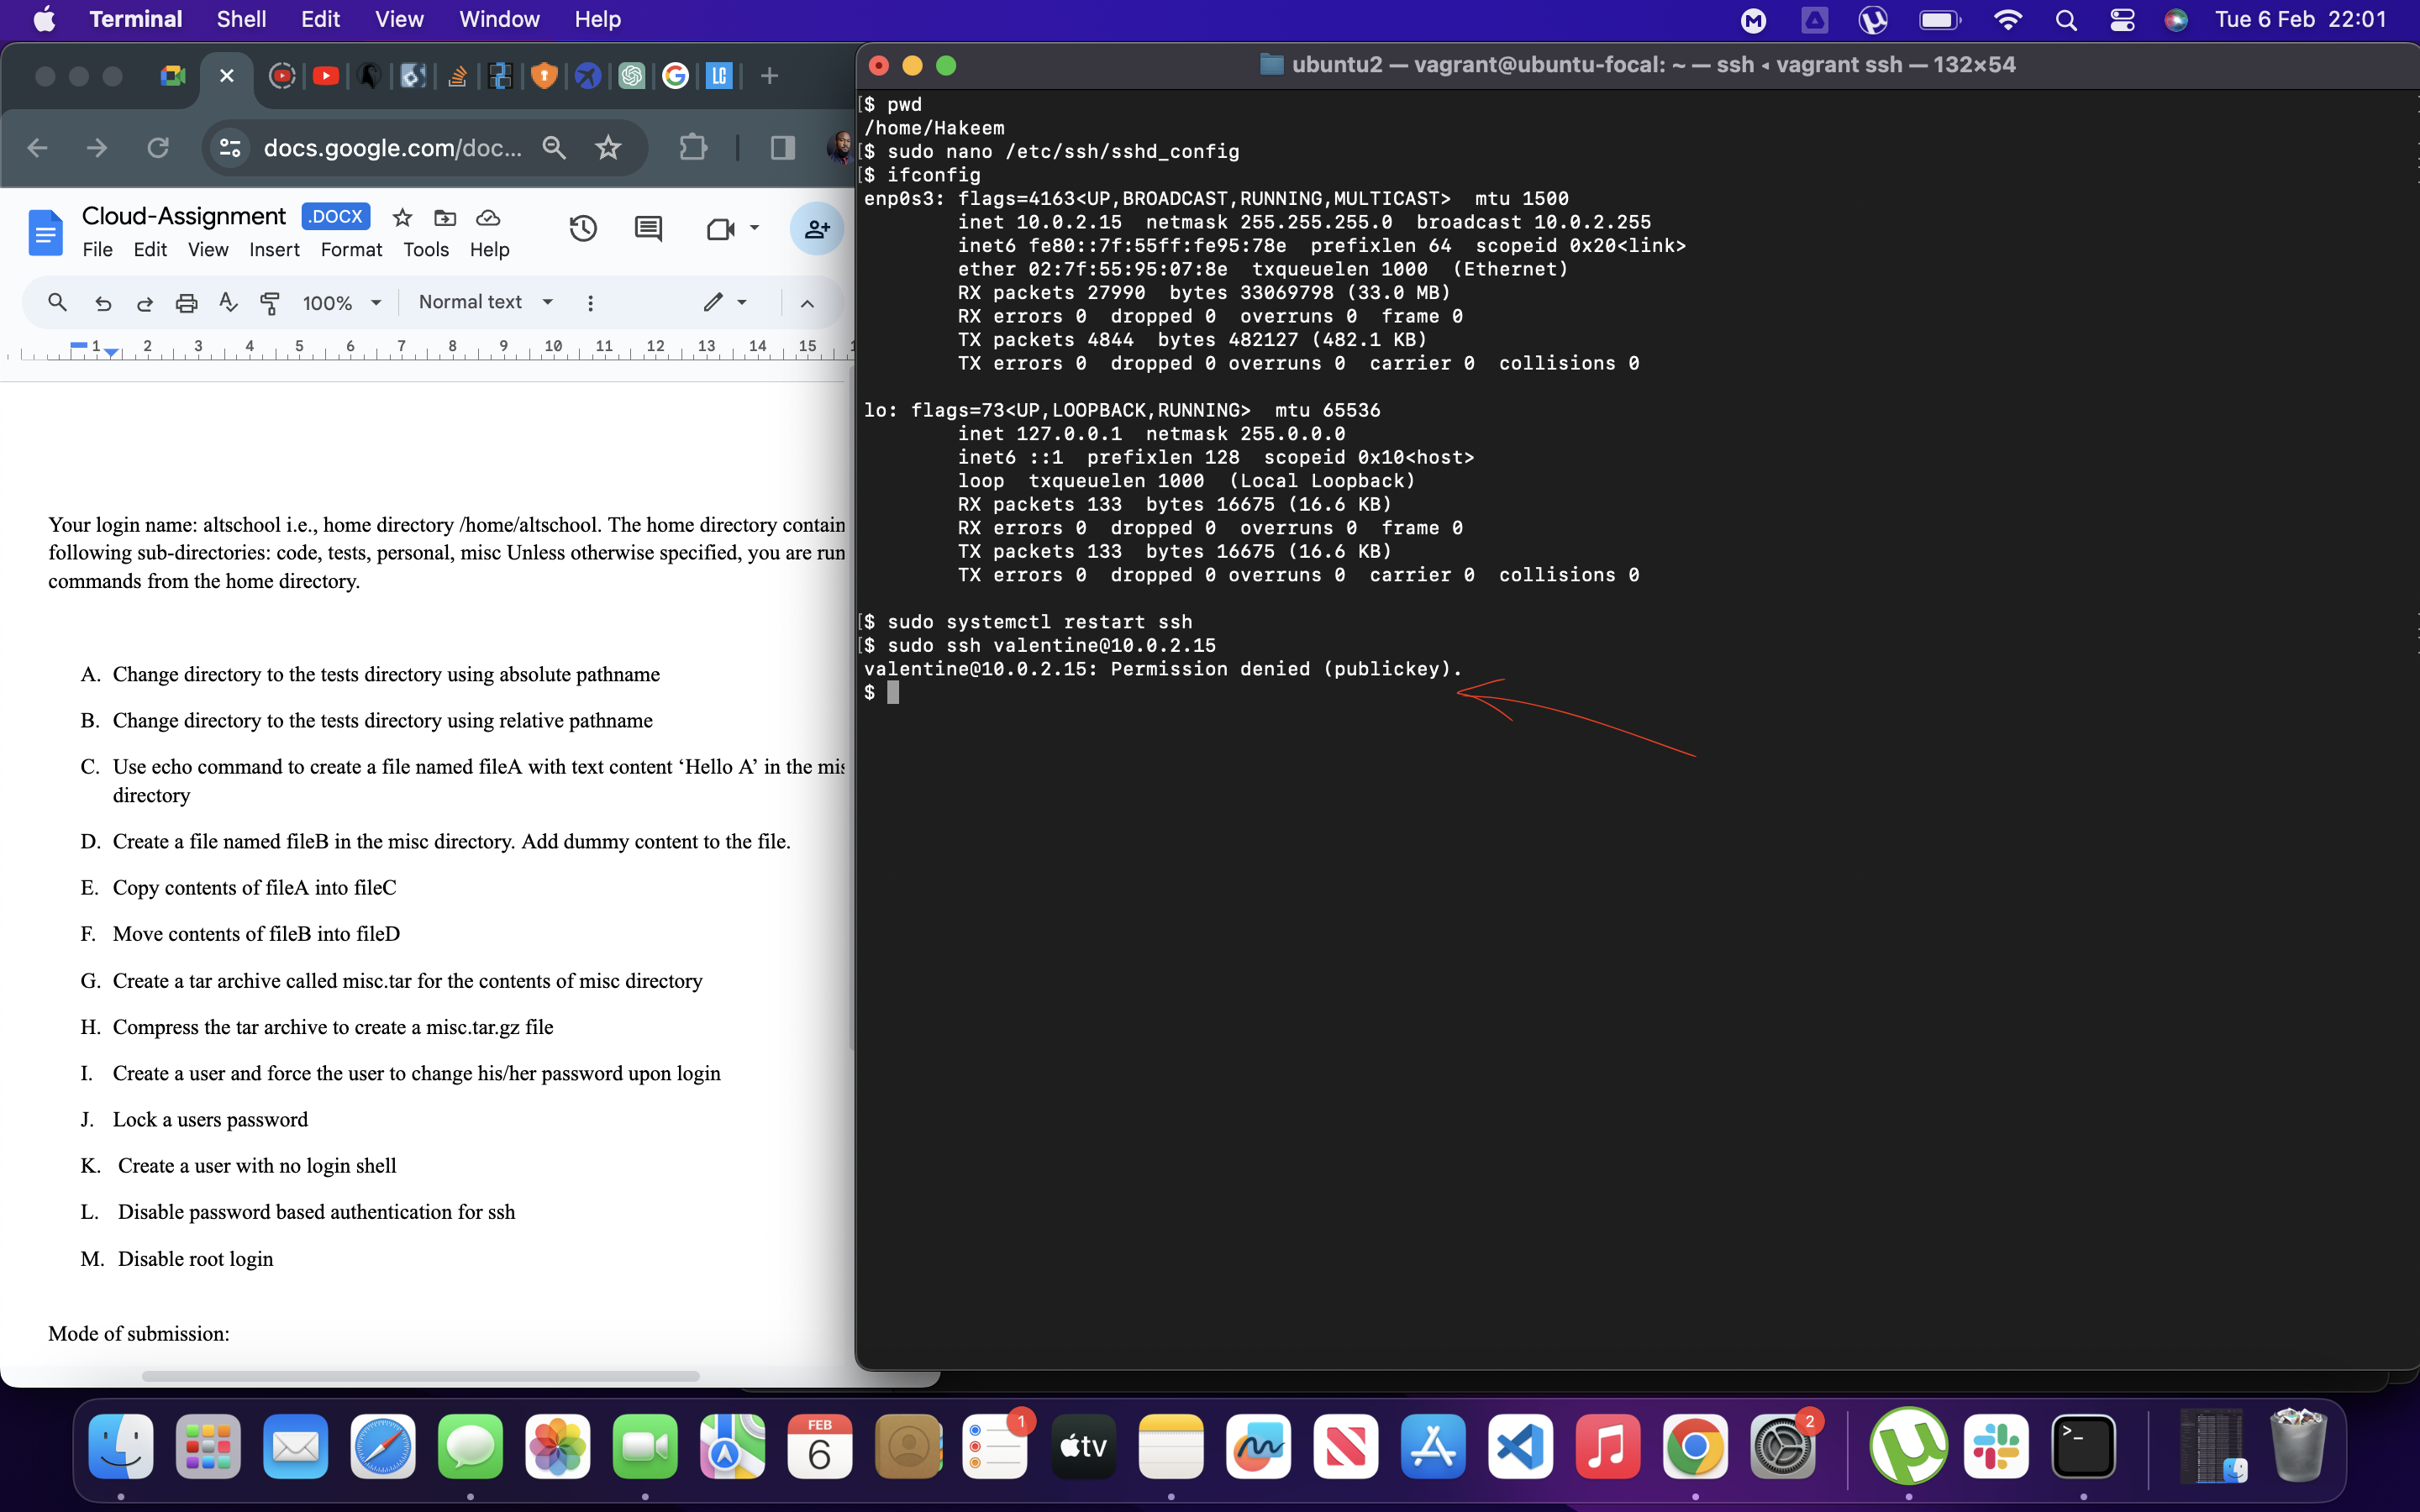 Terminal Shell Edit View Window Help
Tue 6 Feb 22:01
docs.google.com/doc...
LC
Cloud-Assignment .DOCX
File Edit View Insert Format Tools Help
100% Normal text
1 2 3 4 5 6 7 8 9 10 11 12 13 14 15
Your login name: altschool i.e., home directory /home/altschool. The home directory contain
following sub-directories: code, tests, personal, misc Unless otherwise specified, you are run
commands from the home directory.
A. Change directory to the tests directory using absolute pathname
B. Change directory to the tests directory using relative pathname
C. Use echo command to create a file named fileA with text content ‘Hello A’ in the mis
directory
D. Create a file named fileB in the misc directory. Add dummy content to the file.
E. Copy contents of fileA into fileC
F. Move contents of fileB into fileD
G. Create a tar archive called misc.tar for the contents of misc directory
H. Compress the tar archive to create a misc.tar.gz file
I. Create a user and force the user to change his/her password upon login
J. Lock a users password
K. Create a user with no login shell
L. Disable password based authentication for ssh
M. Disable root login
Mode of submission:
ubuntu2 — vagrant@ubuntu-focal: ~ — ssh ◂ vagrant ssh — 132×54
[$ pwd
/home/Hakeem
[$ sudo nano /etc/ssh/sshd_config
[$ ifconfig
enp0s3: flags=4163<UP,BROADCAST,RUNNING,MULTICAST>  mtu 1500
        inet 10.0.2.15  netmask 255.255.255.0  broadcast 10.0.2.255
        inet6 fe80::7f:55ff:fe95:78e  prefixlen 64  scopeid 0x20<link>
        ether 02:7f:55:95:07:8e  txqueuelen 1000  (Ethernet)
        RX packets 27990  bytes 33069798 (33.0 MB)
        RX errors 0  dropped 0  overruns 0  frame 0
        TX packets 4844  bytes 482127 (482.1 KB)
        TX errors 0  dropped 0 overruns 0  carrier 0  collisions 0
lo: flags=73<UP,LOOPBACK,RUNNING>  mtu 65536
        inet 127.0.0.1  netmask 255.0.0.0
        inet6 ::1  prefixlen 128  scopeid 0x10<host>
        loop  txqueuelen 1000  (Local Loopback)
        RX packets 133  bytes 16675 (16.6 KB)
        RX errors 0  dropped 0  overruns 0  frame 0
        TX packets 133  bytes 16675 (16.6 KB)
        TX errors 0  dropped 0 overruns 0  carrier 0  collisions 0
[$ sudo systemctl restart ssh
[$ sudo ssh valentine@10.0.2.15
valentine@10.0.2.15: Permission denied (publickey).
$
FEB
6
1
tv
2